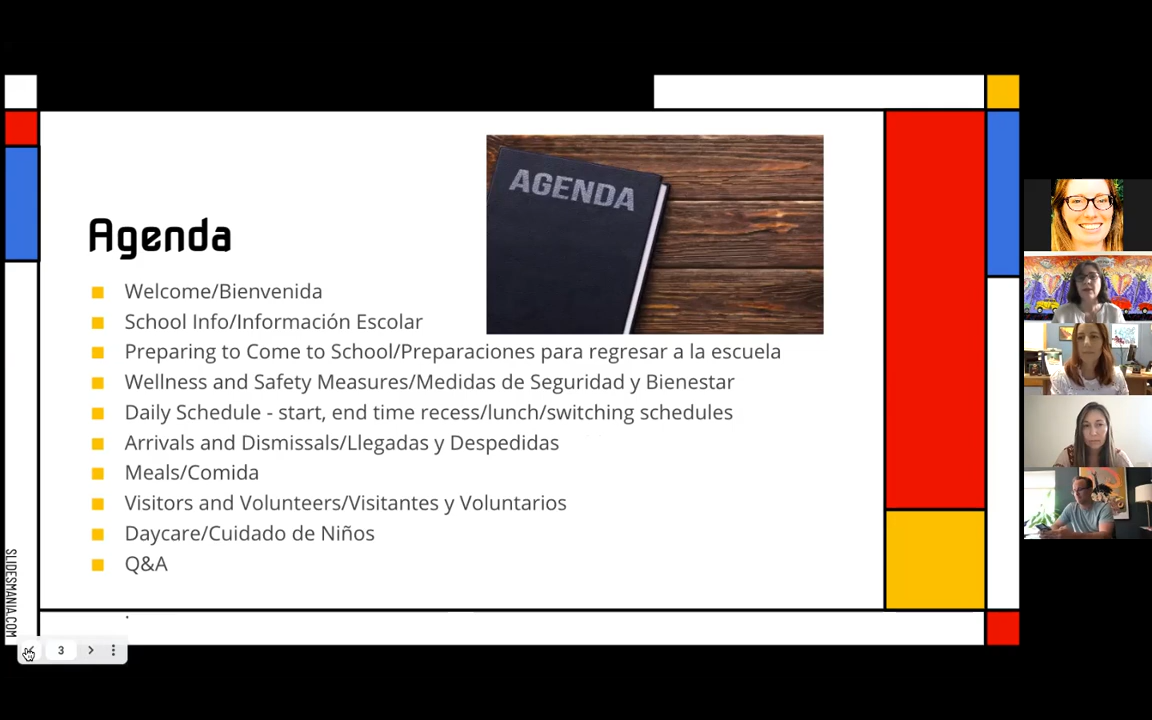 AGENDA
Agenda
Welcome/Bienvenida
School Info/Información Escolar
Preparing to Come to School/Preparaciones para regresar a la escuela
Wellness and Safety Measures/Medidas de Seguridad y Bienestar
Daily Schedule - start, end time recess/lunch/switching schedules
Arrivals and Dismissals/Llegadas y Despedidas
Meals/Comida
Visitors and Volunteers/Visitantes y Voluntarios
Daycare/Cuidado de Niños
Q&A
.
SLIDESMANIA.COM
3